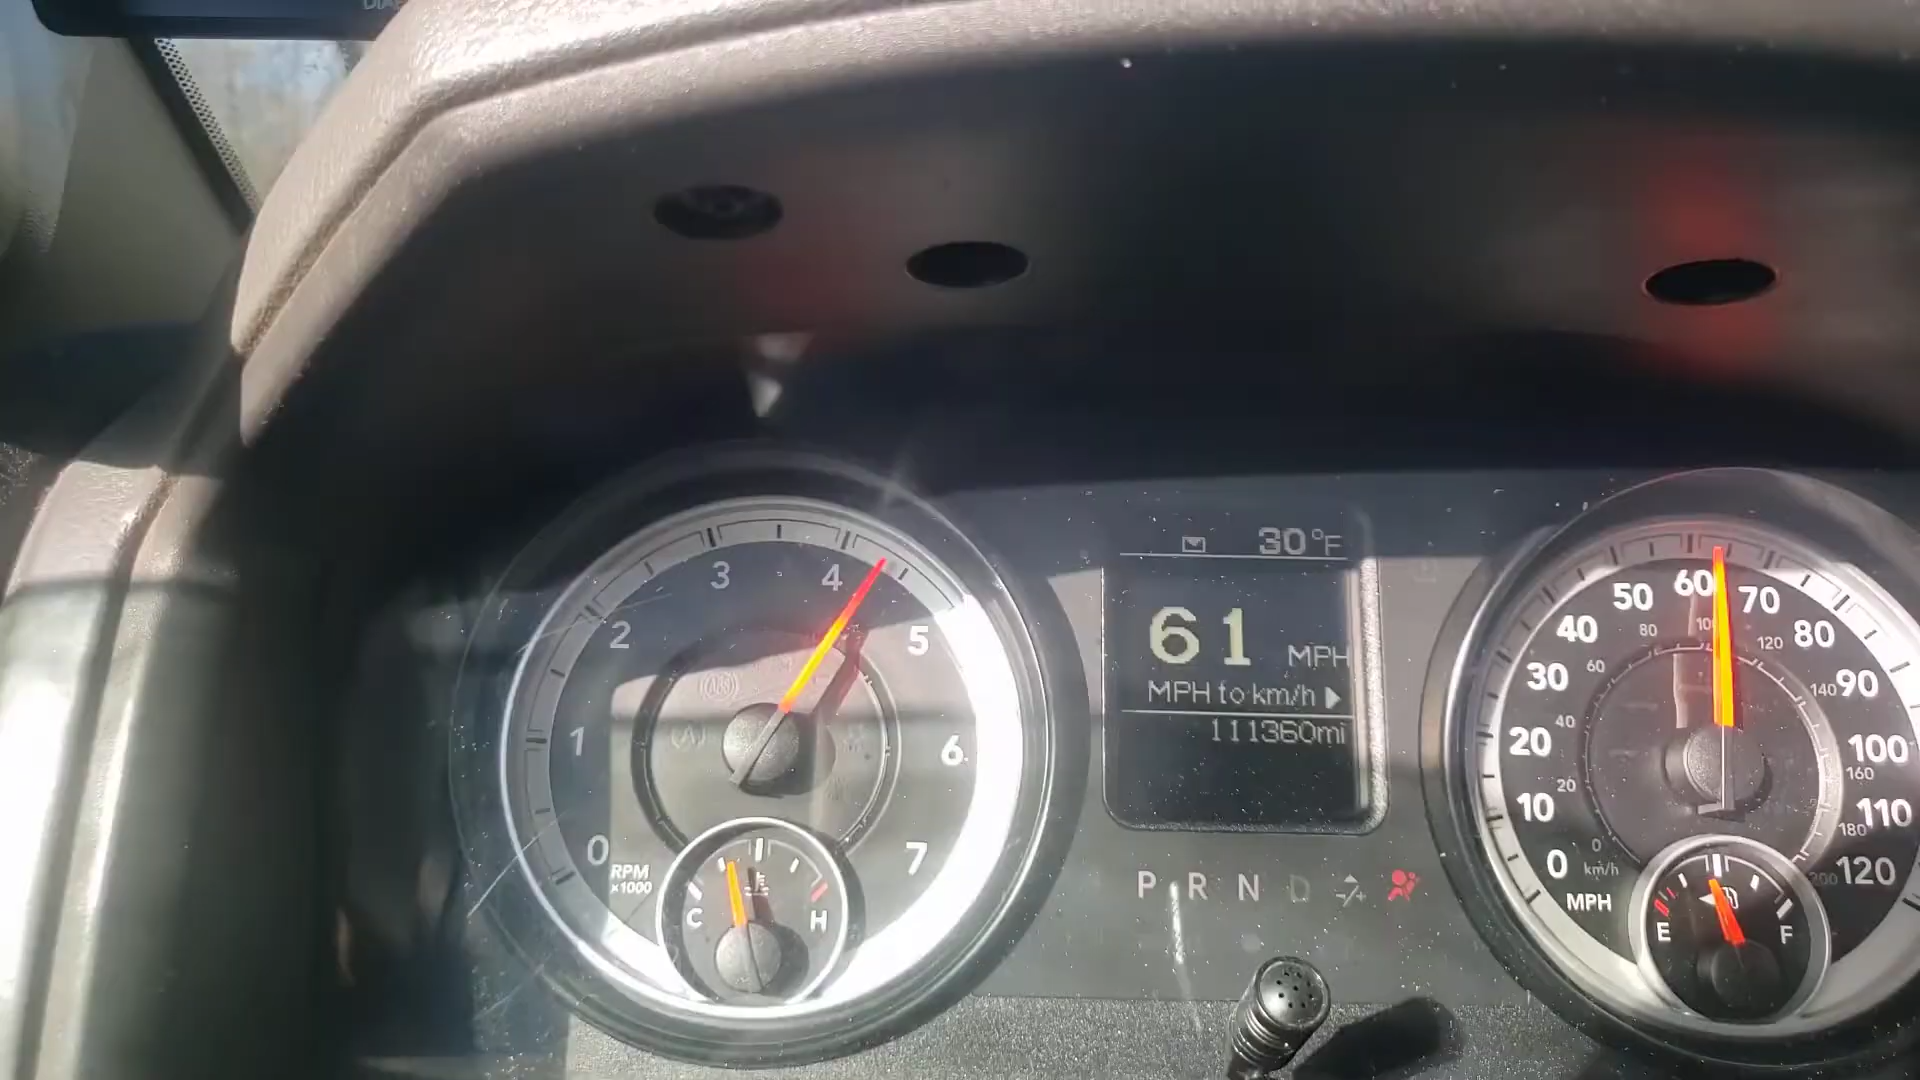 30°F
61 MPH
MPH to km/h
111360mi
P R N D
0 1 2 3 4 5 6 7
RPM
x1000
C H
0 10 20 30 40 50 60 70 80 90 100 110 120
0 20 40 60 80 100 120 140 160 180 200
km/h
MPH
E F
(ABS)
(A)